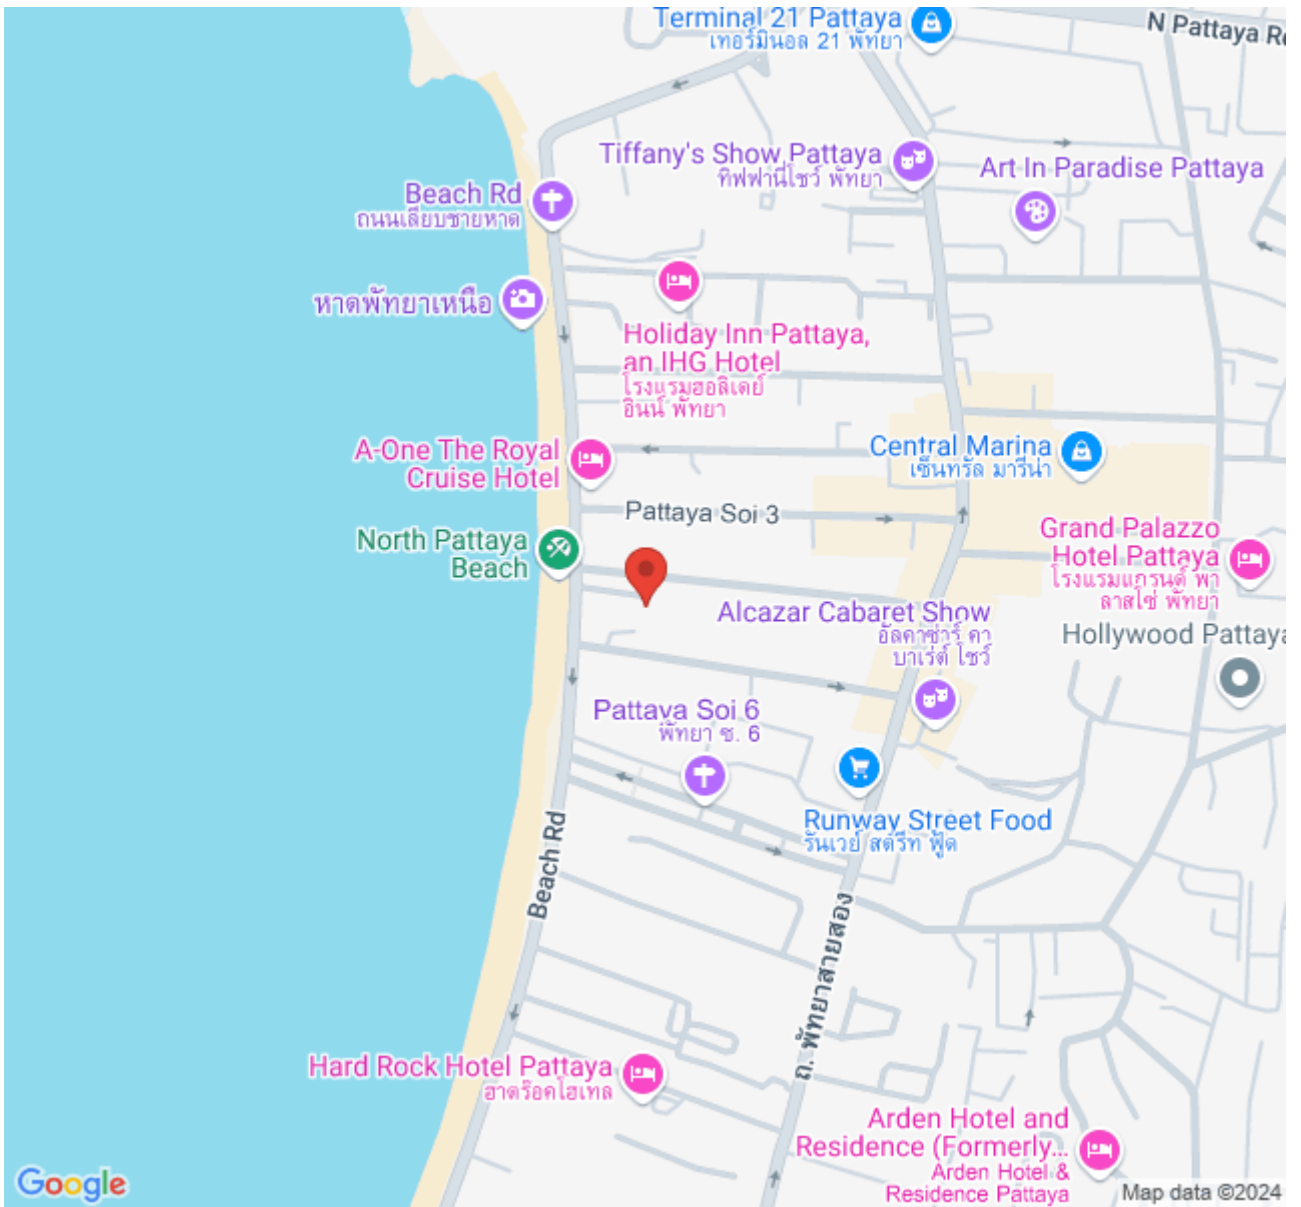 Terminal 21 Pattaya
เทอร์มินอล 21 พัทยา
N Pattaya
Tiffany's Show Pattaya
ทิฟฟานี่โชว์ พัทยา
Art In Paradise Pattaya
Beach Rd
ถนนเลียบชายหาด
หาดพัทยาเหนือ
Holiday Inn Pattaya,
an IHG Hotel
โรงแรมฮอลิเดย์
อินน์ พัทยา
A-One The Royal
Cruise Hotel
Central Marina
เซ็นทรัล มารีน่า
Pattaya Soi 3
North Pattaya
Beach
Grand Palazzo
Hotel Pattaya
โรงแรมแกรนด์ พา
ลาสโซ่ พัทยา
Alcazar Cabaret Show
อัลคาซ่าร์ คา
บาเร่ต์ โชว์
Hollywood Pattaya
Pattaya Soi 6
พัทยา ซ. 6
Runway Street Food
รันเวย์ สตรีท ฟู้ด
Beach Rd
ถ. พัทยาสายสอง
Hard Rock Hotel Pattaya
ฮาดร๊อคโฮเทล
Arden Hotel and
Residence (Formerly...
Arden Hotel &
Residence Pattaya
Google
Map data ©2024